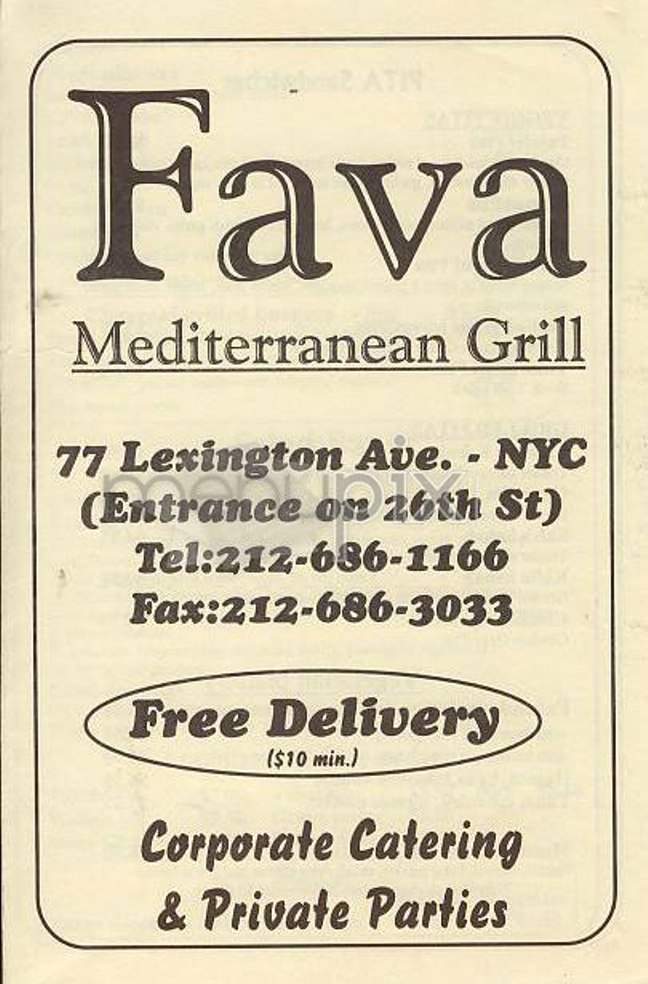 Fava
Mediterranean Grill
77 Lexington Ave. - NYC
(Entrance on 26th St)
Tel:212-686-1166
Fax:212-686-3033
menupix
Free Delivery
($10 min.)
Corporate Catering
& Private Parties